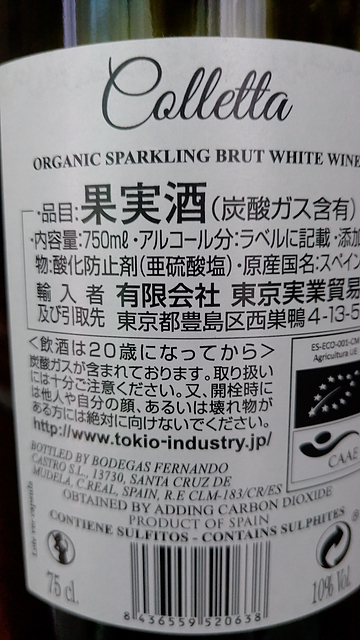 Colletta
ORGANIC SPARKLING BRUT WHITE WINE
・品目:果実酒(炭酸ガス含有)
・内容量:750mℓ・アルコール分:ラベルに記載・添加
物:酸化防止剤(亜硫酸塩)・原産国名:スペイン
輸入者 有限会社 東京実業貿易
及び引取先 東京都豊島区西巣鴨4-13-5
<飲酒は20歳になってから>
炭酸ガスが含まれております。取り扱い
には十分ご注意ください。又、開栓時に
は他人や自分の顔、あるいは壊れ物が
ある方には絶対に向けないでください。
http://www.tokio-industry.jp/
ES-ECO-001-CM
Agricultura UE
CAAE
BOTTLED BY BODEGAS FERNANDO
CASTRO S.L., 13730, SANTA CRUZ DE
MUDELA, C.REAL, SPAIN, R.E CLM-183/CR/ES
OBTAINED BY ADDING CARBON DIOXIDE
PRODUCT OF SPAIN
CONTIENE SULFITOS - CONTAINS SULPHITES
75 cl.
8 436559 520638
10% Vol.